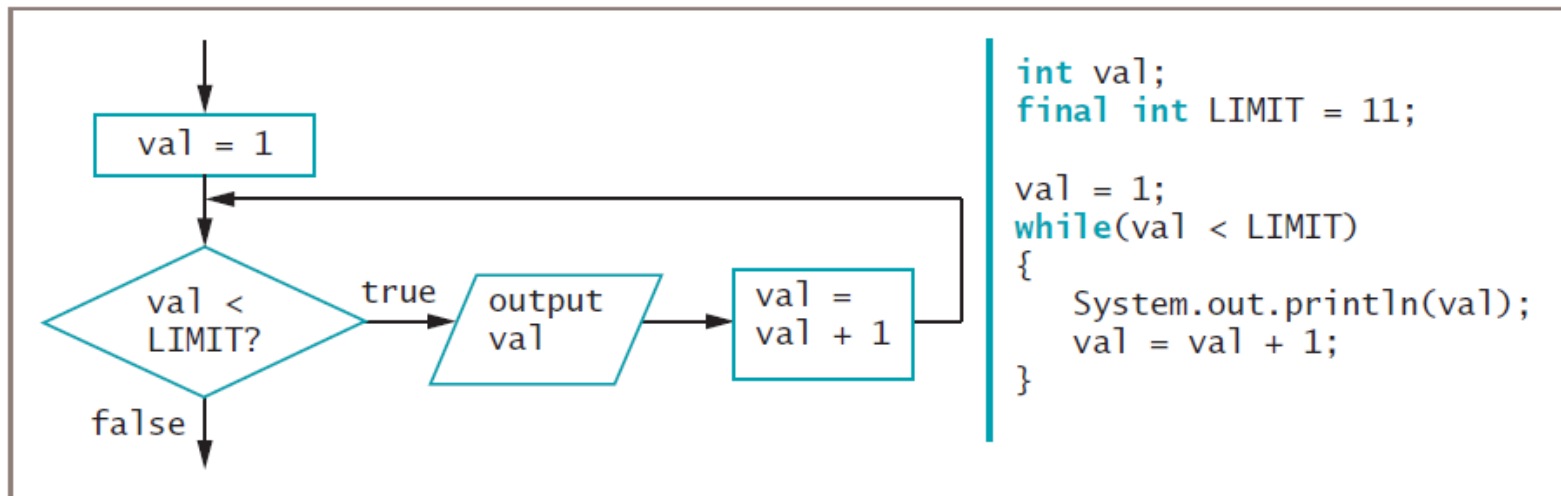 val = 1
val <
LIMIT?
true
output
val
val =
val + 1
false
int val;
final int LIMIT = 11;
val = 1;
while(val < LIMIT)
{
System.out.println(val);
val = val + 1;
}